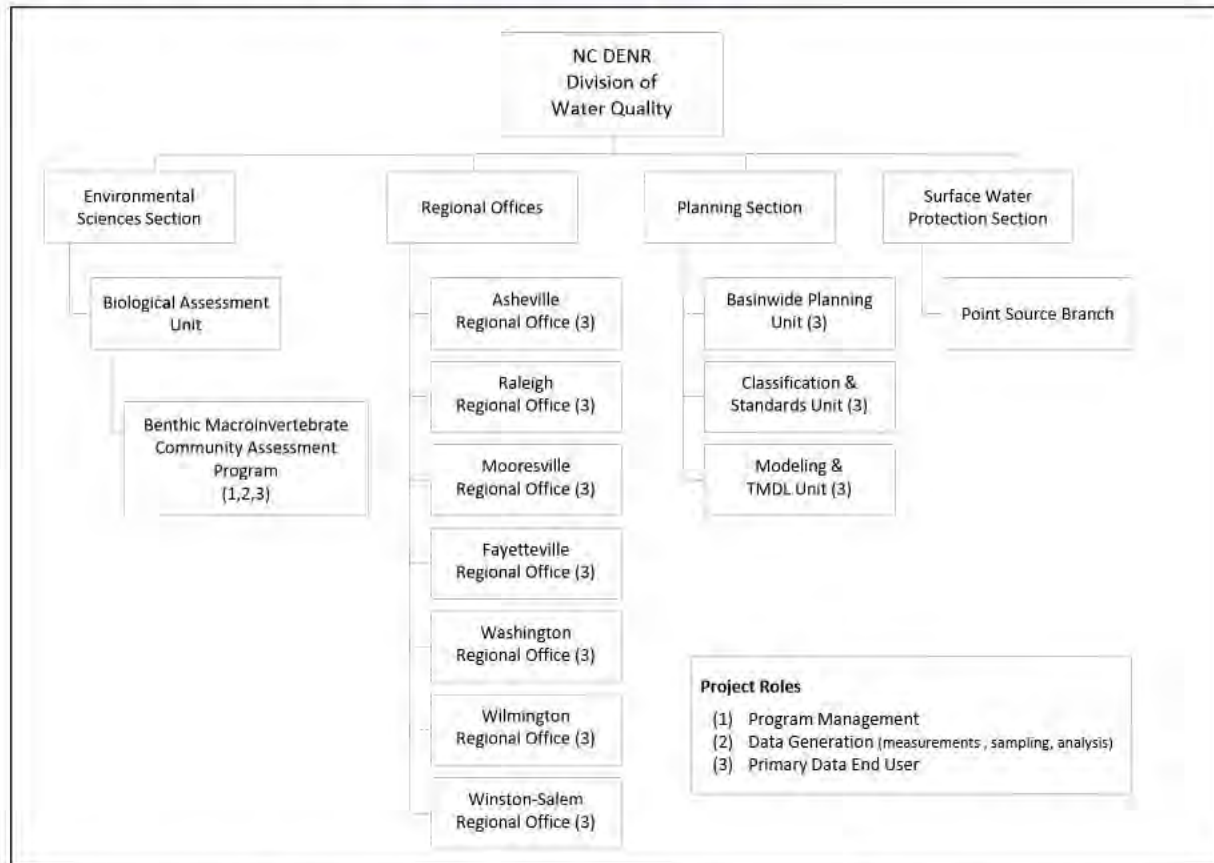 NC DENR
Division of
Water Quality
Environmental
Sciences Section
Regional Offices
Planning Section
Surface Water
Protection Section
Biological Assessment
Unit
Benthic Macroinvertebrate
Community Assessment
Program
(1,2,3)
Asheville
Regional Office (3)
Raleigh
Regional Office (3)
Mooresville
Regional Office (3)
Fayetteville
Regional Office (3)
Washington
Regional Office (3)
Wilmington
Regional Office (3)
Winston-Salem
Regional Office (3)
Basinwide Planning
Unit (3)
Classification &
Standards Unit (3)
Modeling &
TMDL Unit (3)
Point Source Branch
Project Roles
(1) Program Management
(2) Data Generation (measurements , sampling, analysis)
(3) Primary Data End User